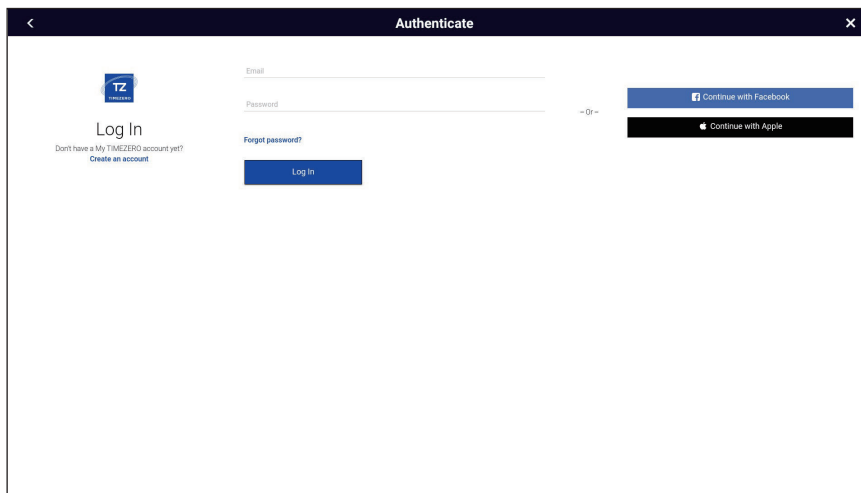 Authenticate
TZ
TIMEZERO
Log In
Don't have a My TIMEZERO account yet?
Create an account
Email
Password
Forgot password?
Log In
– Or –
Continue with Facebook
Continue with Apple